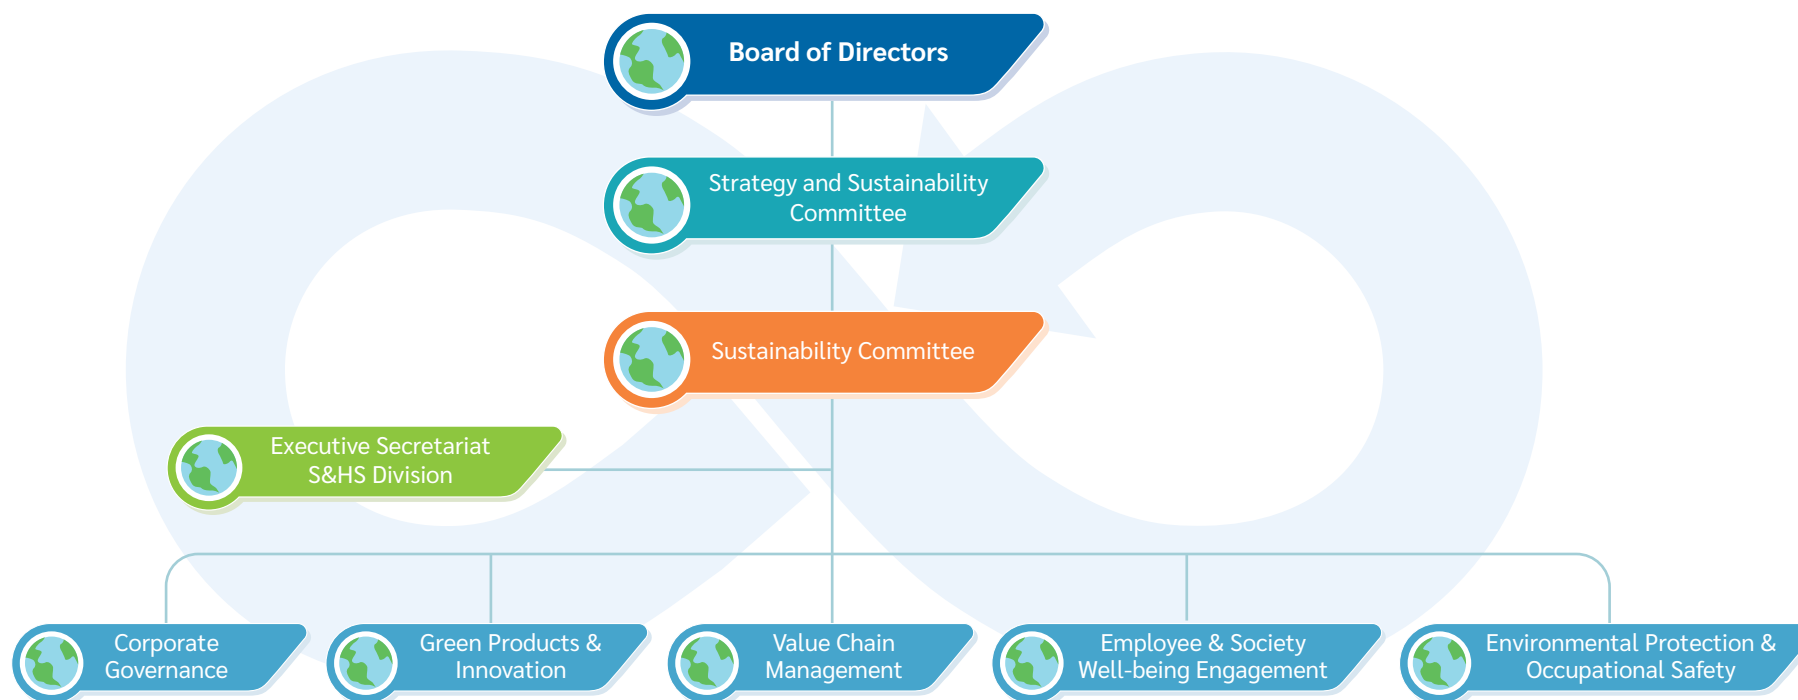 Board of Directors
Strategy and Sustainability
Committee
Sustainability Committee
Executive Secretariat
S&HS Division
Corporate
Governance
Green Products &
Innovation
Value Chain
Management
Employee & Society
Well-being Engagement
Environmental Protection &
Occupational Safety